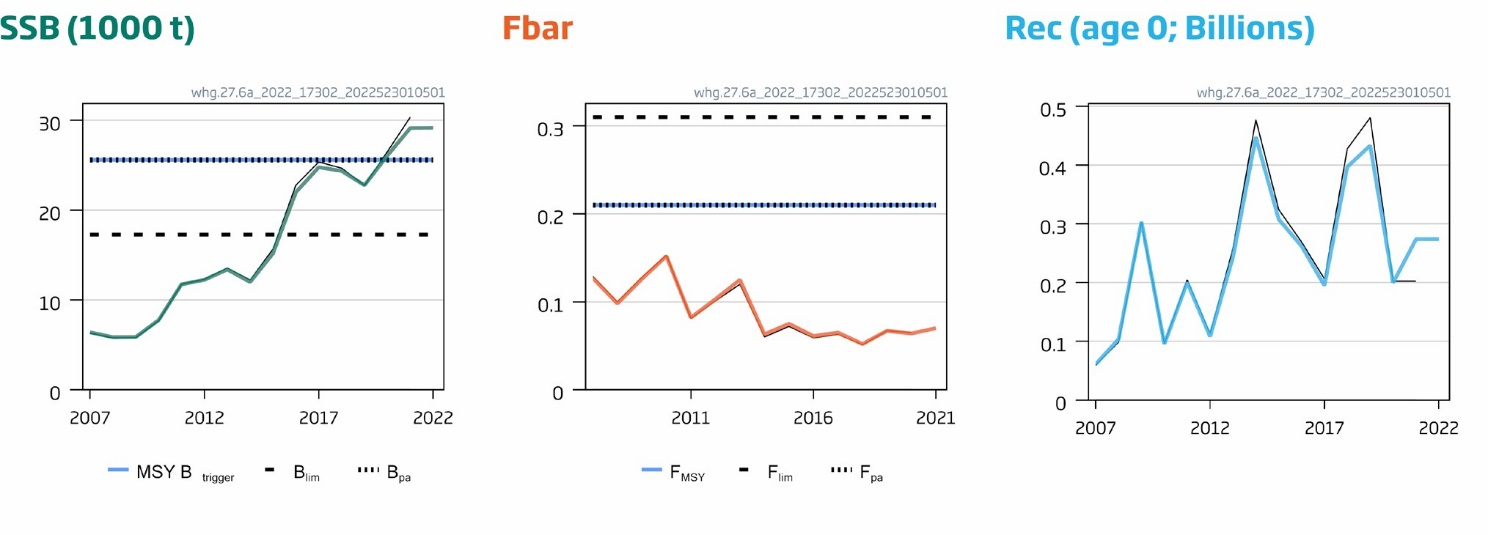 SSB (1000 t)
Fbar
Rec (age 0; Billions)
whg.27.6a_2022_17302_2022523010501
30
20
10
0
2007
2012
2017
2022
MSY B trigger
Blim
Bpa
whg.27.6a_2022_17302_2022523010501
0.3
0.2
0.1
0
2011
2016
2021
FMSY
Flim
Fpa
whg.27.6a_2022_17302_2022523010501
0.5
0.4
0.3
0.2
0.1
0
2007
2012
2017
2022